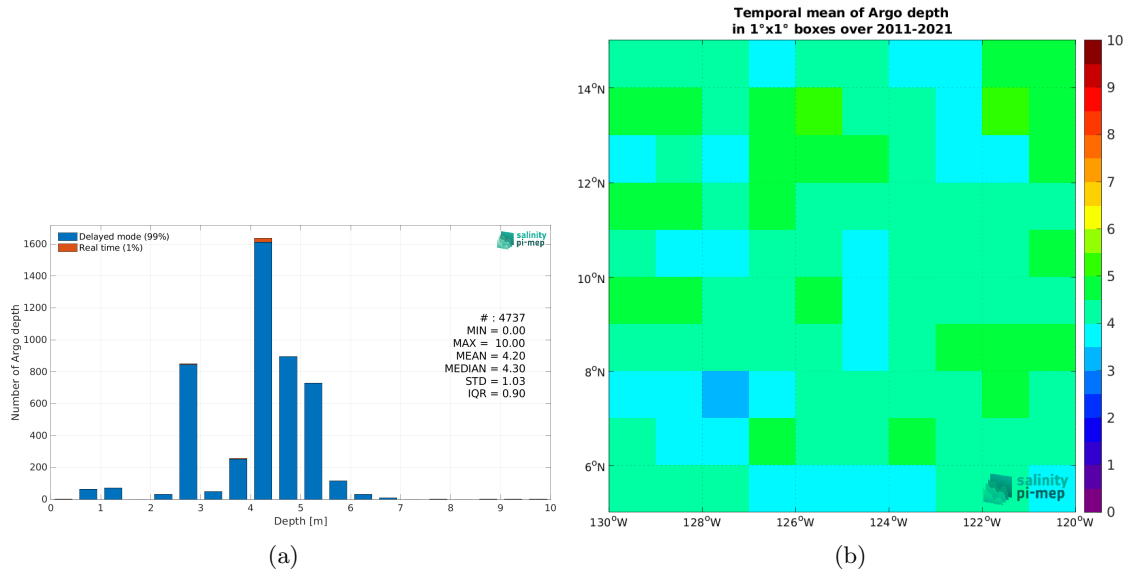 Delayed mode (99%)
Real time (1%)
salinity
pi-mep
Number of Argo depth
1600
1400
1200
1000
800
600
400
200
0
# : 4737
MIN = 0.00
MAX = 10.00
MEAN = 4.20
MEDIAN = 4.30
STD = 1.03
IQR = 0.90
0 1 2 3 4 5 6 7 8 9 10
Depth [m]
(a)
Temporal mean of Argo depth
in 1°x1° boxes over 2011-2021
14°N
12°N
10°N
8°N
6°N
130°W 128°W 126°W 124°W 122°W 120°W
salinity
pi-mep
10
9
8
7
6
5
4
3
2
1
0
(b)